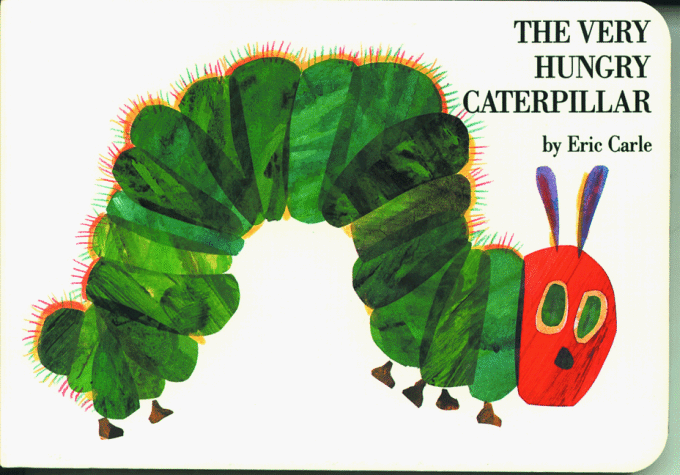 THE VERY
HUNGRY
CATERPILLAR
by Eric Carle